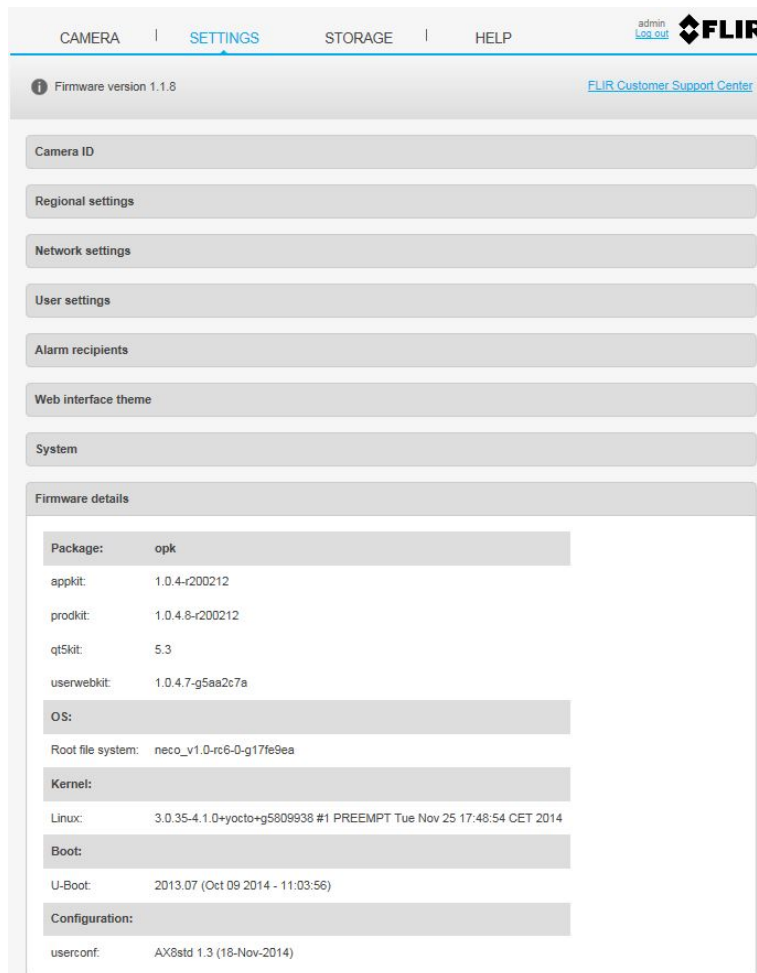 CAMERA | SETTINGS STORAGE | HELP
admin
Log out
FLIR
Firmware version 1.1.8
FLIR Customer Support Center
Camera ID
Regional settings
Network settings
User settings
Alarm recipients
Web interface theme
System
Firmware details
Package: opk
appkit: 1.0.4-r200212
prodkit: 1.0.4.8-r200212
qt5kit: 5.3
userwebkit: 1.0.4.7-g5aa2c7a
OS:
Root file system: neco_v1.0-rc6-0-g17fe9ea
Kernel:
Linux: 3.0.35-4.1.0+yocto+g5809938 #1 PREEMPT Tue Nov 25 17:48:54 CET 2014
Boot:
U-Boot: 2013.07 (Oct 09 2014 - 11:03:56)
Configuration:
userconf: AX8std 1.3 (18-Nov-2014)